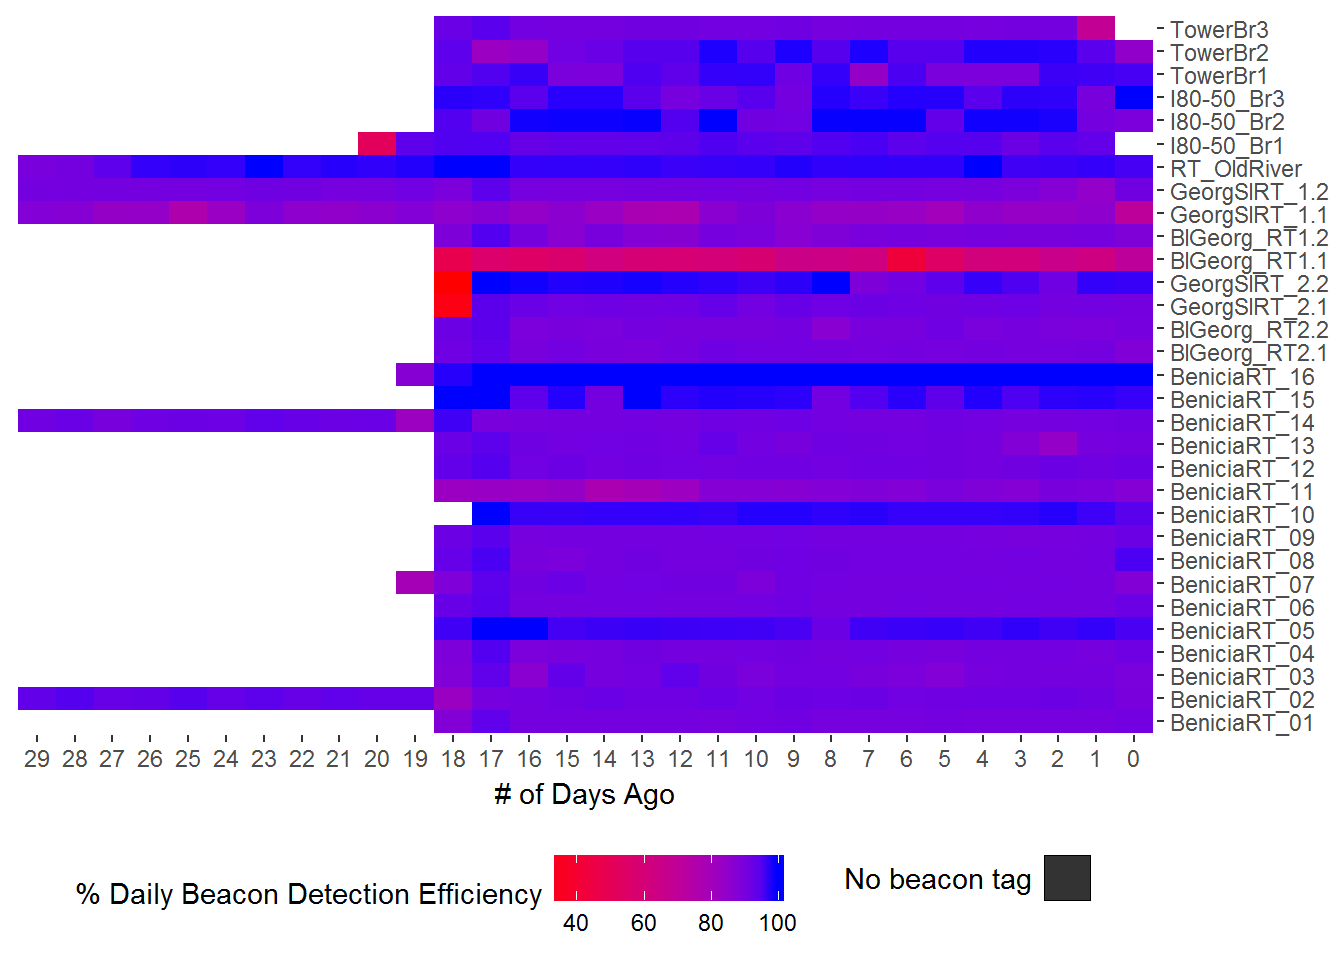 TowerBr3
TowerBr2
TowerBr1
I80-50_Br3
I80-50_Br2
I80-50_Br1
RT_OldRiver
GeorgSlRT_1.2
GeorgSlRT_1.1
BlGeorg_RT1.2
BlGeorg_RT1.1
GeorgSlRT_2.2
GeorgSlRT_2.1
BlGeorg_RT2.2
BlGeorg_RT2.1
BeniciaRT_16
BeniciaRT_15
BeniciaRT_14
BeniciaRT_13
BeniciaRT_12
BeniciaRT_11
BeniciaRT_10
BeniciaRT_09
BeniciaRT_08
BeniciaRT_07
BeniciaRT_06
BeniciaRT_05
BeniciaRT_04
BeniciaRT_03
BeniciaRT_02
BeniciaRT_01
29 28 27 26 25 24 23 22 21 20 19 18 17 16 15 14 13 12 11 10 9 8 7 6 5 4 3 2 1 0
# of Days Ago
% Daily Beacon Detection Efficiency
40 60 80 100
No beacon tag